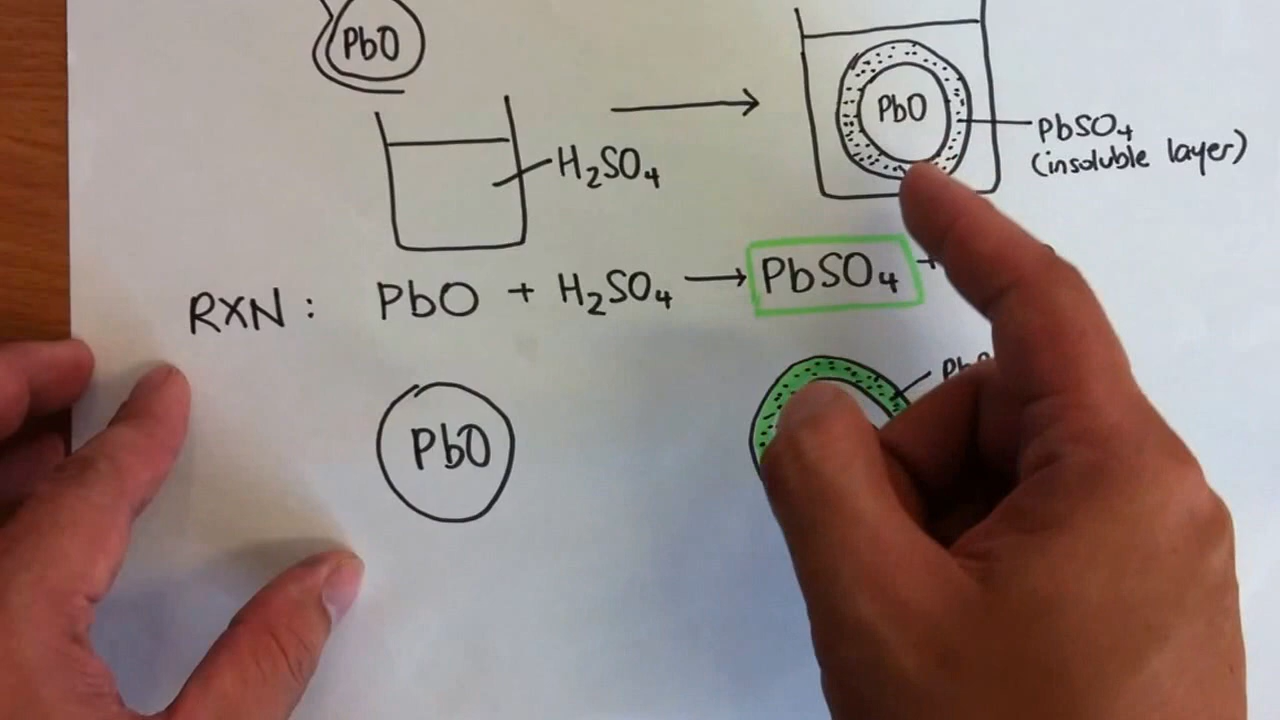 PbO
PbO
H₂SO₄
PbSO₄
(insoluble layer)
RXN : PbO + H₂SO₄ → PbSO₄ +
PbO